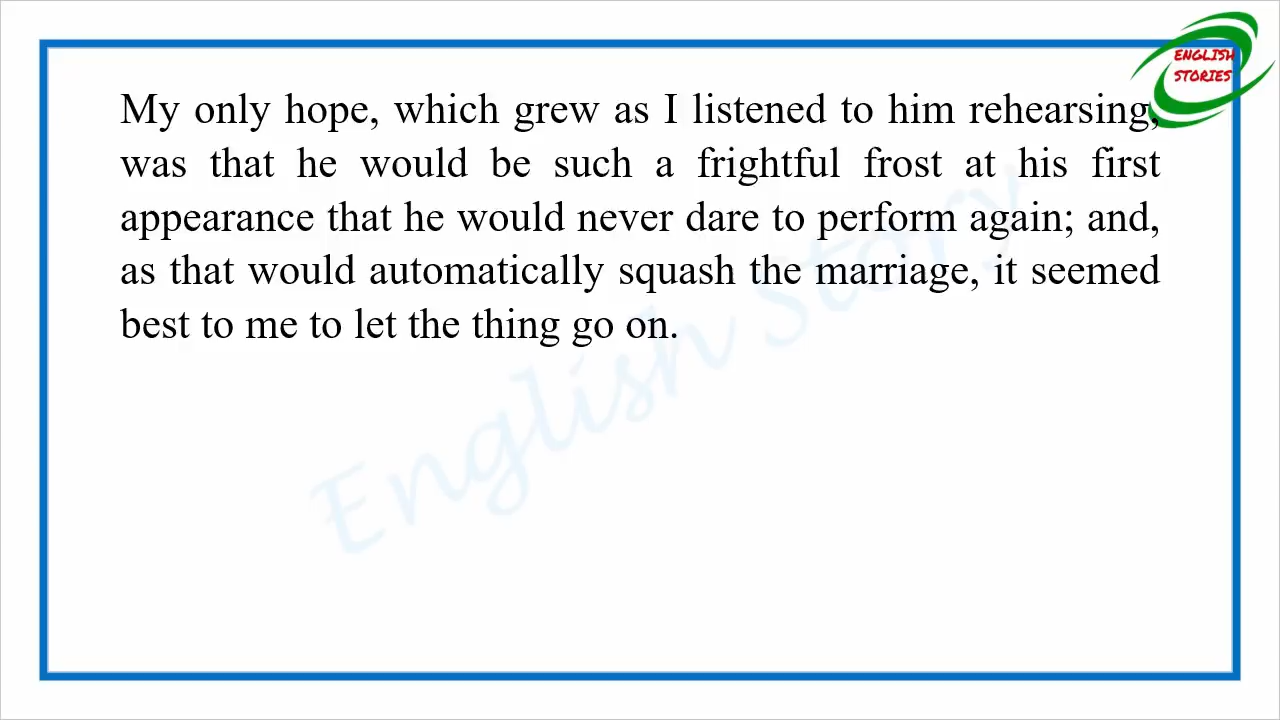 ENGLISH
STORIES
My only hope, which grew as I listened to him rehearsing,
was that he would be such a frightful frost at his first
appearance that he would never dare to perform again; and,
as that would automatically squash the marriage, it seemed
best to me to let the thing go on.
English Story